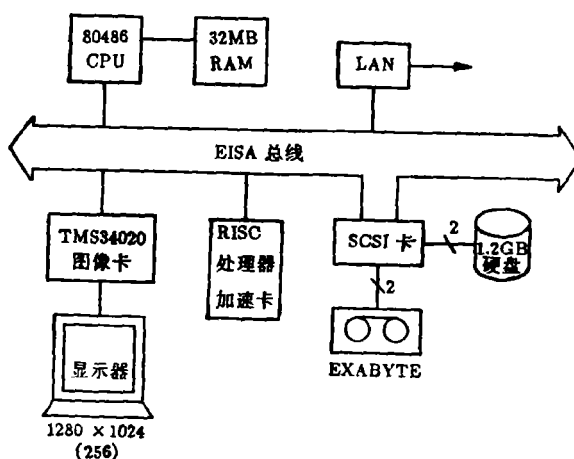 80486
CPU
32MB
RAM
LAN
EISA 总线
TMS34020
图像卡
RISC
处理器
加速卡
SCSI 卡
2
1.2GB
硬盘
2
EXABYTE
显示器
1280 × 1024
(256)